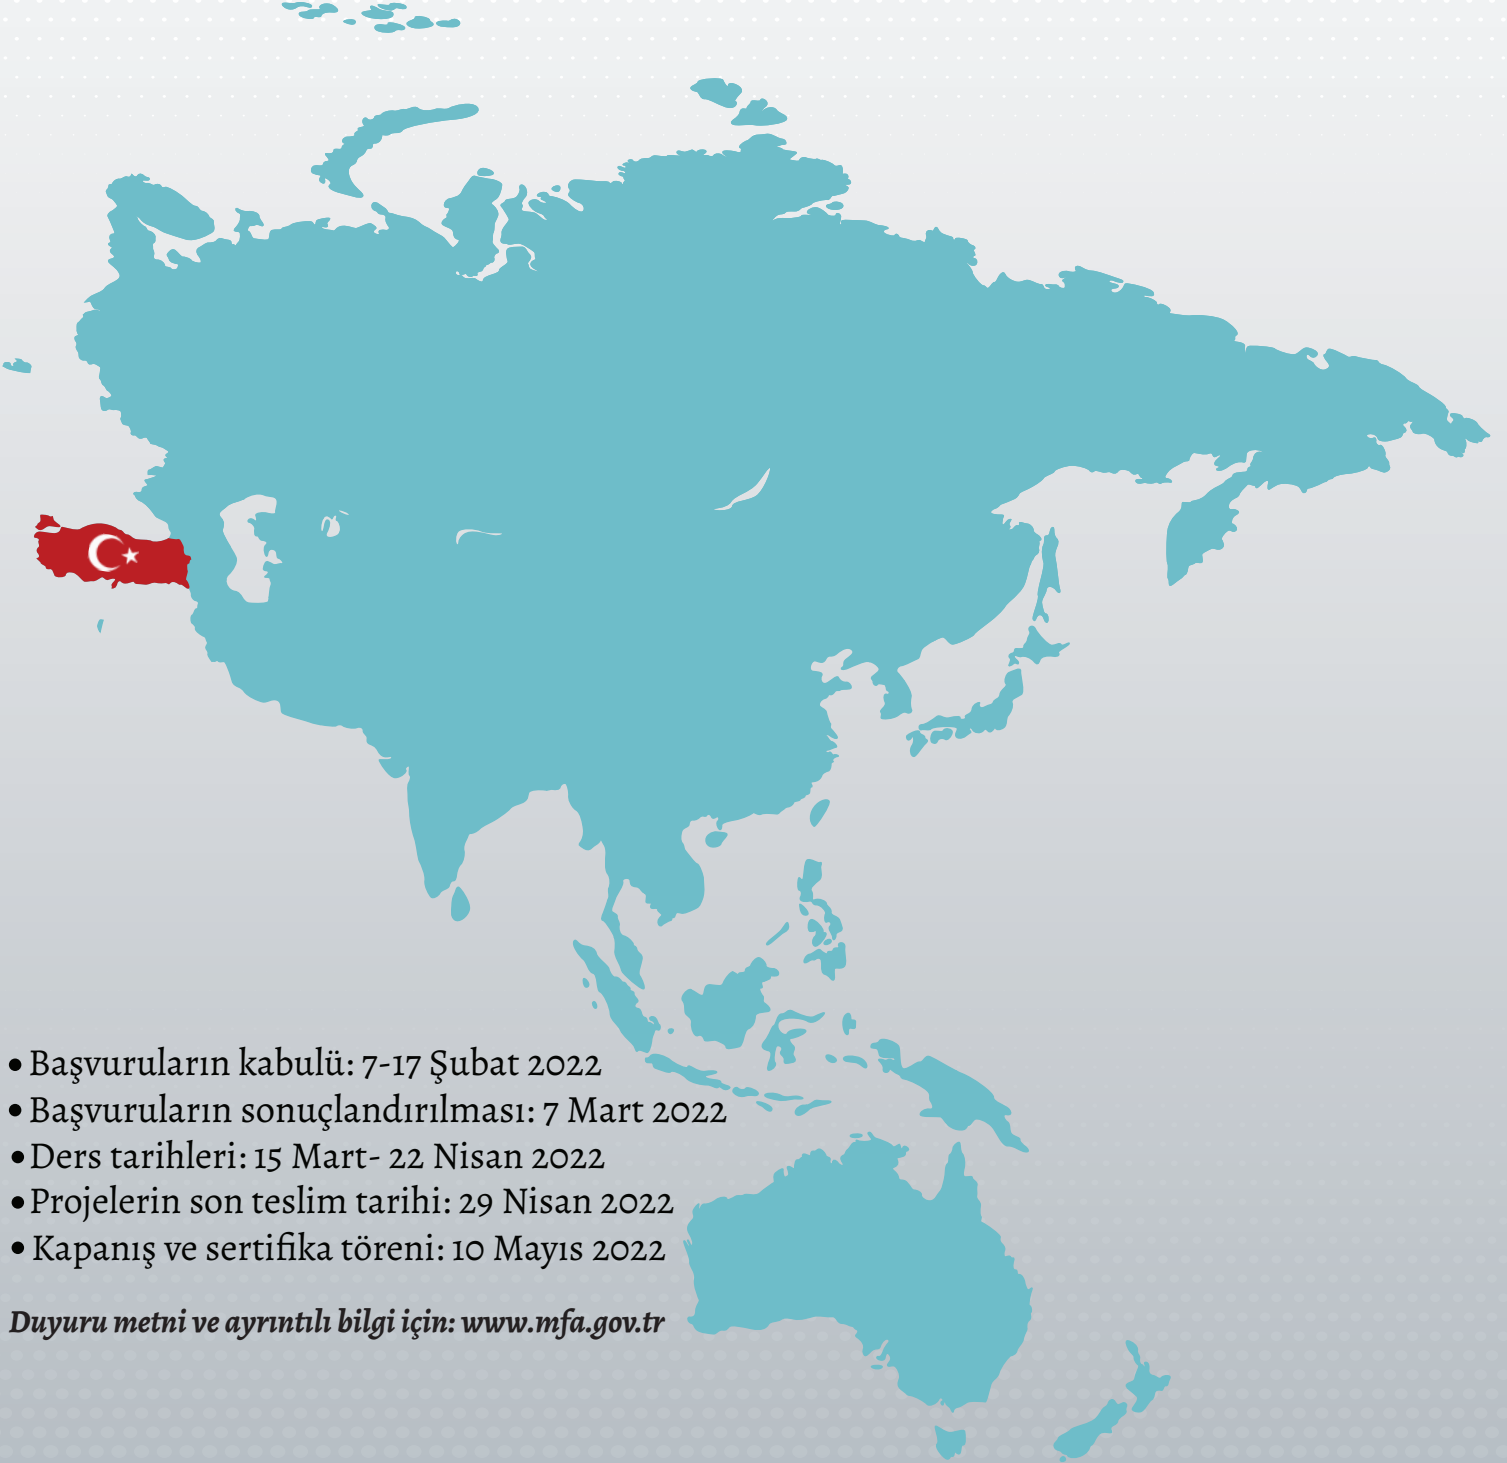 • Başvuruların kabulü: 7-17 Şubat 2022
• Başvuruların sonuçlandırılması: 7 Mart 2022
• Ders tarihleri: 15 Mart- 22 Nisan 2022
• Projelerin son teslim tarihi: 29 Nisan 2022
• Kapanış ve sertifika töreni: 10 Mayıs 2022
Duyuru metni ve ayrıntılı bilgi için: www.mfa.gov.tr